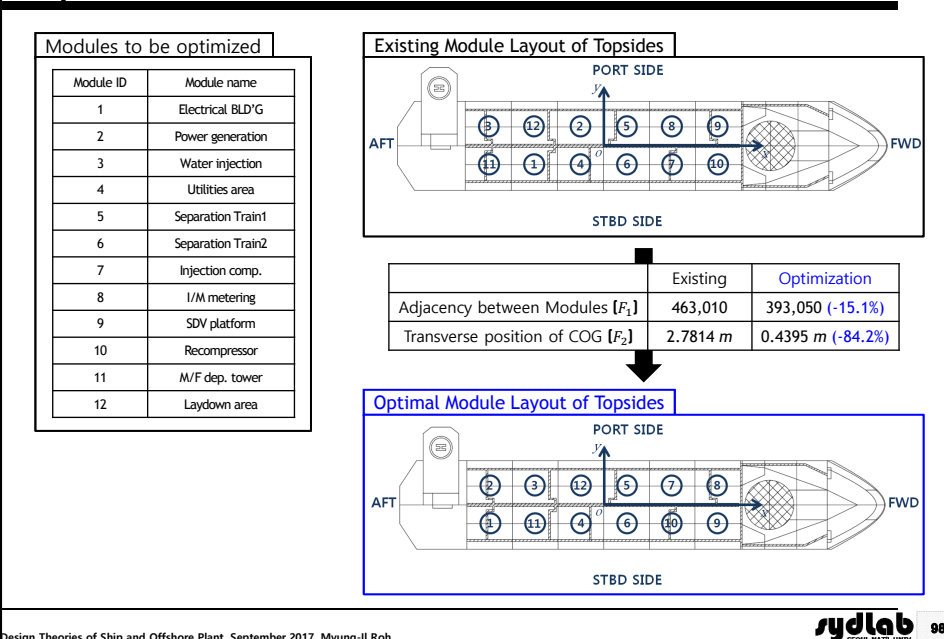 Modules to be optimized
Module ID Module name
1 Electrical BLD'G
2 Power generation
3 Water injection
4 Utilities area
5 Separation Train1
6 Separation Train2
7 Injection comp.
8 I/M metering
9 SDV platform
10 Recompressor
11 M/F dep. tower
12 Laydown area
Existing Module Layout of Topsides
PORT SIDE
y
3 12 2 5 8 9
AFT o x FWD
11 1 4 6 7 10
STBD SIDE
Existing Optimization
Adjacency between Modules [F₁] 463,010 393,050 (-15.1%)
Transverse position of COG [F₂] 2.7814 m 0.4395 m (-84.2%)
Optimal Module Layout of Topsides
PORT SIDE
y
2 3 12 5 7 8
AFT o x FWD
1 11 4 6 10 9
STBD SIDE
Design Theories of Ship and Offshore Plant, September 2017, Myung-Il Roh
sydlab 98
SEOUL NAT'L UNIV.